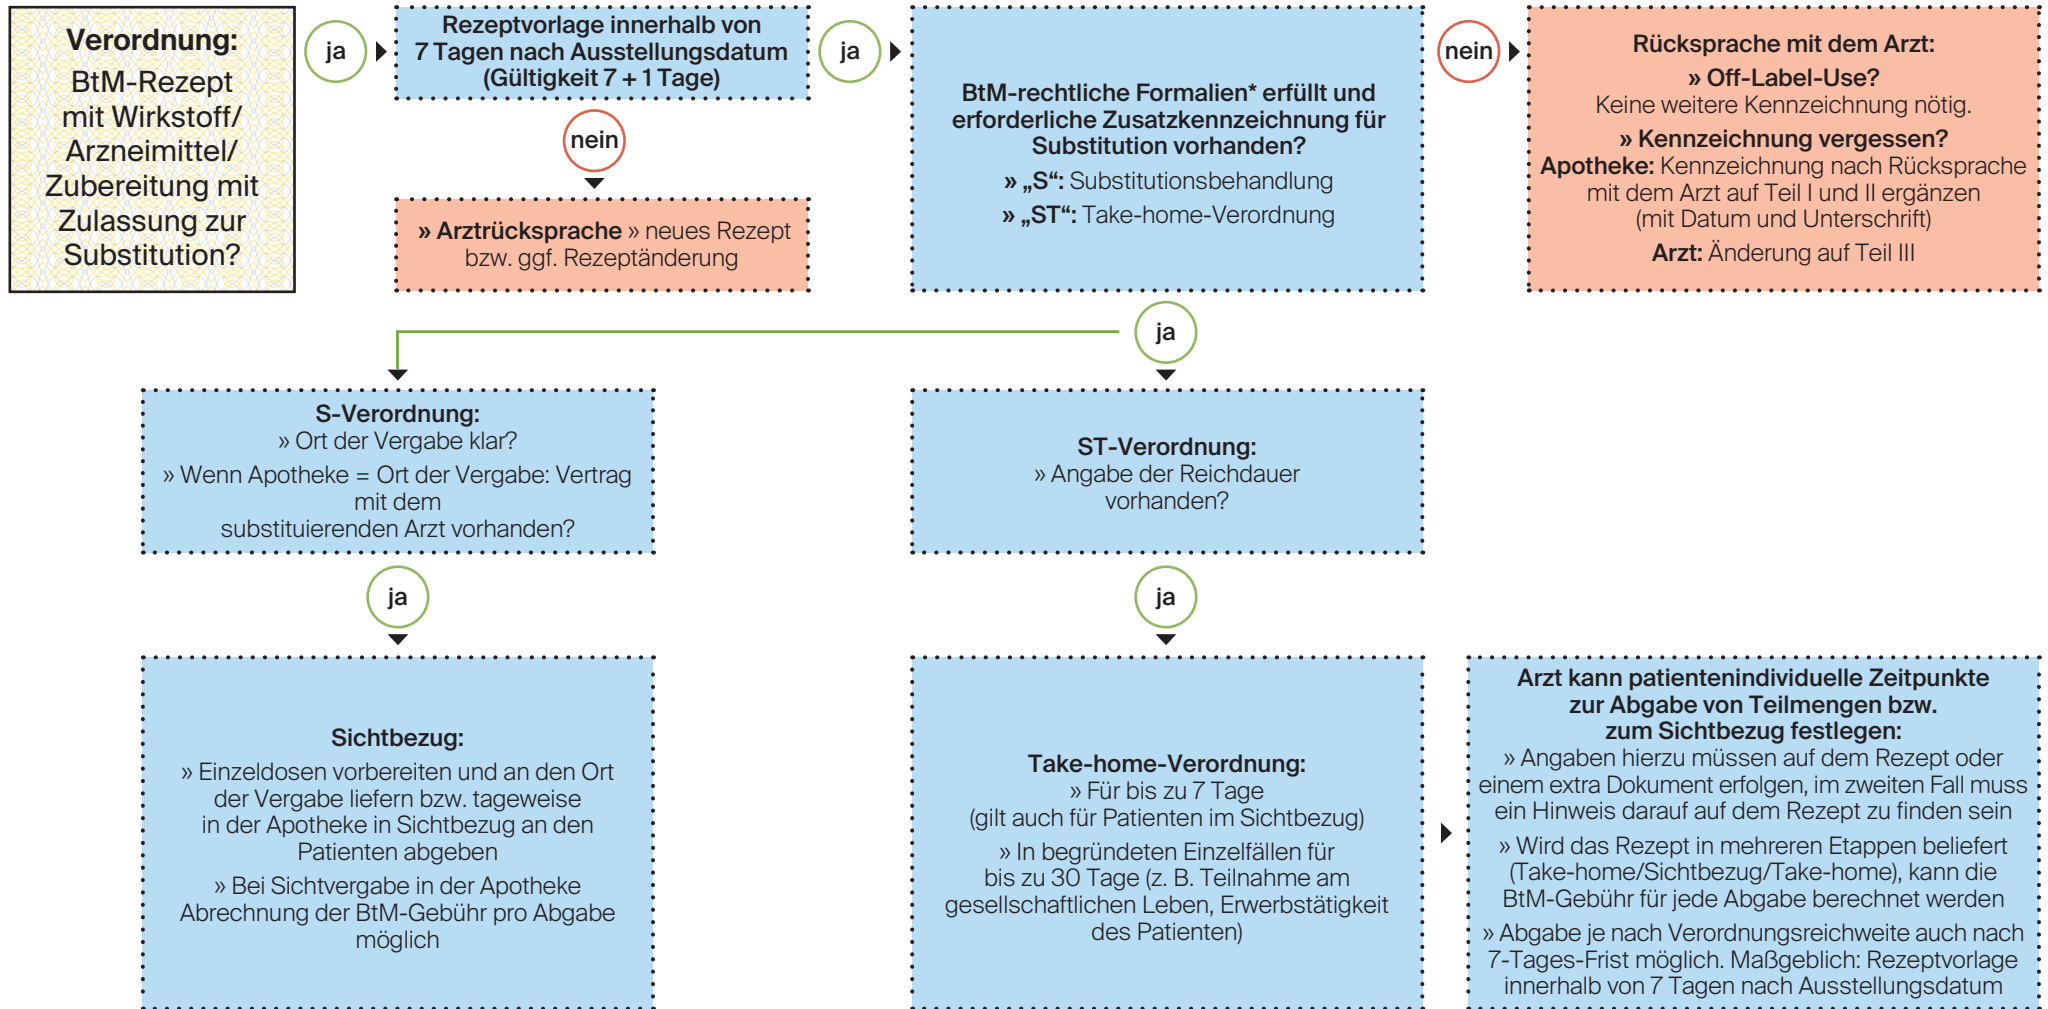 Verordnung:
BtM-Rezept
mit Wirkstoff/
Arzneimittel/
Zubereitung mit
Zulassung zur
Substitution?
ja
Rezeptvorlage innerhalb von
7 Tagen nach Ausstellungsdatum
(Gültigkeit 7 + 1 Tage)
nein
» Arztrücksprache » neues Rezept
bzw. ggf. Rezeptänderung
ja
BtM-rechtliche Formalien* erfüllt und
erforderliche Zusatzkennzeichnung für
Substitution vorhanden?
» „S“: Substitutionsbehandlung
» „ST“: Take-home-Verordnung
nein
Rücksprache mit dem Arzt:
» Off-Label-Use?
Keine weitere Kennzeichnung nötig.
» Kennzeichnung vergessen?
Apotheke: Kennzeichnung nach Rücksprache
mit dem Arzt auf Teil I und II ergänzen
(mit Datum und Unterschrift)
Arzt: Änderung auf Teil III
ja
S-Verordnung:
» Ort der Vergabe klar?
» Wenn Apotheke = Ort der Vergabe: Vertrag
mit dem
substituierenden Arzt vorhanden?
ST-Verordnung:
» Angabe der Reichdauer
vorhanden?
ja
ja
Sichtbezug:
» Einzeldosen vorbereiten und an den Ort
der Vergabe liefern bzw. tageweise
in der Apotheke in Sichtbezug an den
Patienten abgeben
» Bei Sichtvergabe in der Apotheke
Abrechnung der BtM-Gebühr pro Abgabe
möglich
Take-home-Verordnung:
» Für bis zu 7 Tage
(gilt auch für Patienten im Sichtbezug)
» In begründeten Einzelfällen für
bis zu 30 Tage (z. B. Teilnahme am
gesellschaftlichen Leben, Erwerbstätigkeit
des Patienten)
Arzt kann patientenindividuelle Zeitpunkte
zur Abgabe von Teilmengen bzw.
zum Sichtbezug festlegen:
» Angaben hierzu müssen auf dem Rezept oder
einem extra Dokument erfolgen, im zweiten Fall muss
ein Hinweis darauf auf dem Rezept zu finden sein
» Wird das Rezept in mehreren Etappen beliefert
(Take-home/Sichtbezug/Take-home), kann die
BtM-Gebühr für jede Abgabe berechnet werden
» Abgabe je nach Verordnungsreichweite auch nach
7-Tages-Frist möglich. Maßgeblich: Rezeptvorlage
innerhalb von 7 Tagen nach Ausstellungsdatum